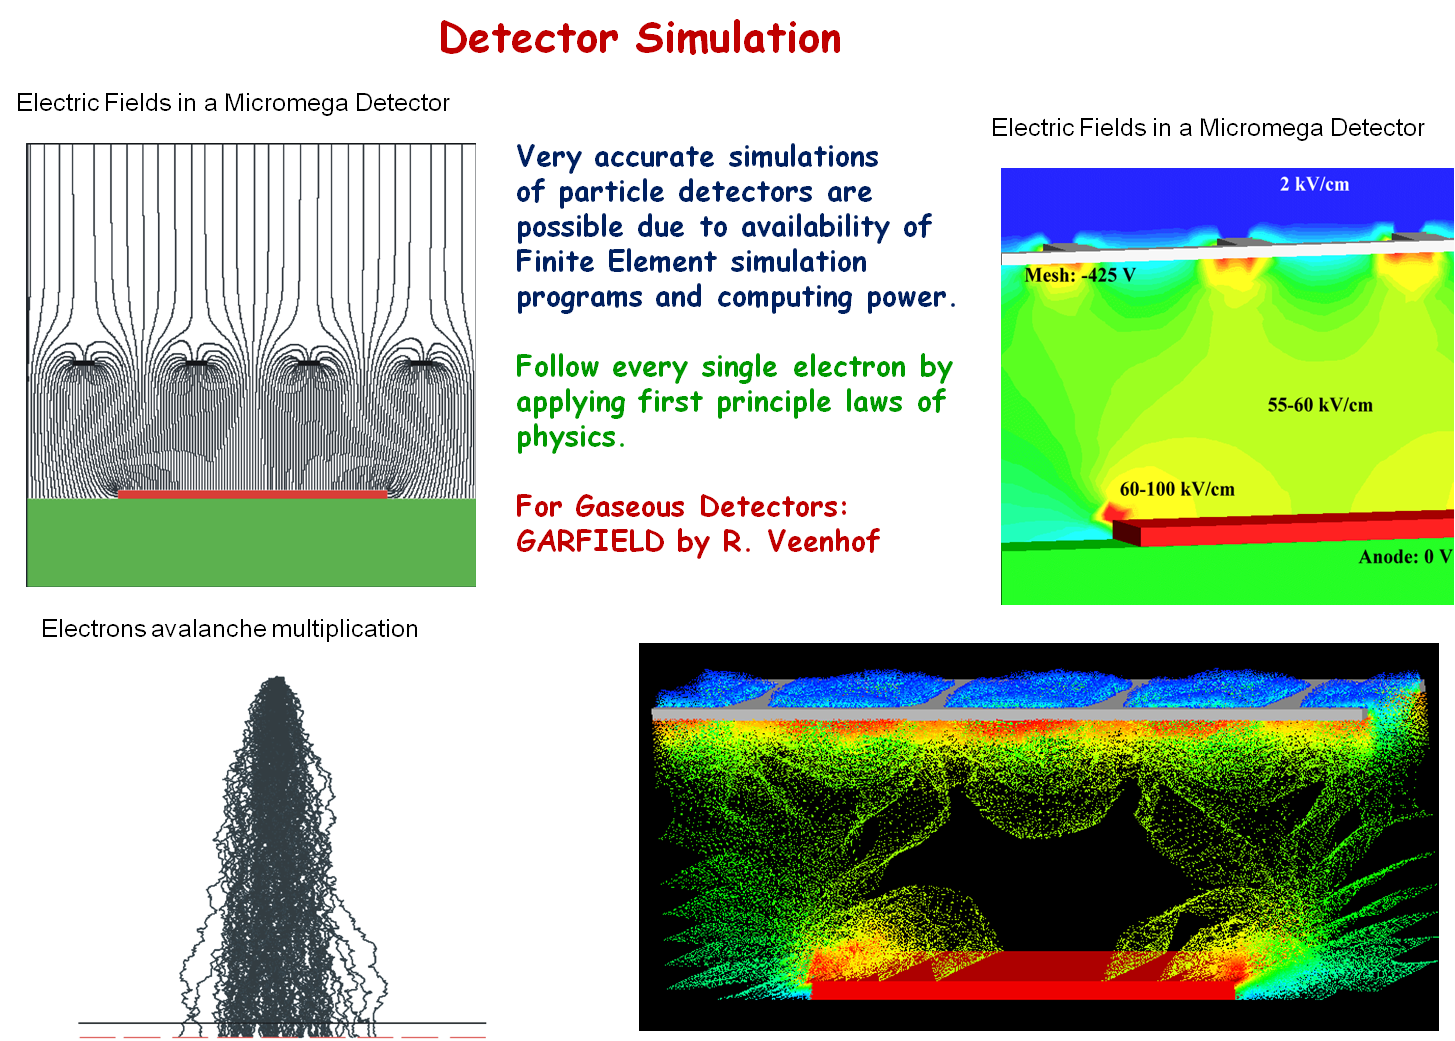 Detector Simulation
Electric Fields in a Micromega Detector
Very accurate simulations
of particle detectors are
possible due to availability of
Finite Element simulation
programs and computing power.
Follow every single electron by
applying first principle laws of
physics.
For Gaseous Detectors:
GARFIELD by R. Veenhof
Electric Fields in a Micromega Detector
2 kV/cm
Mesh: -425 V
55-60 kV/cm
60-100 kV/cm
Anode: 0 V
Electrons avalanche multiplication